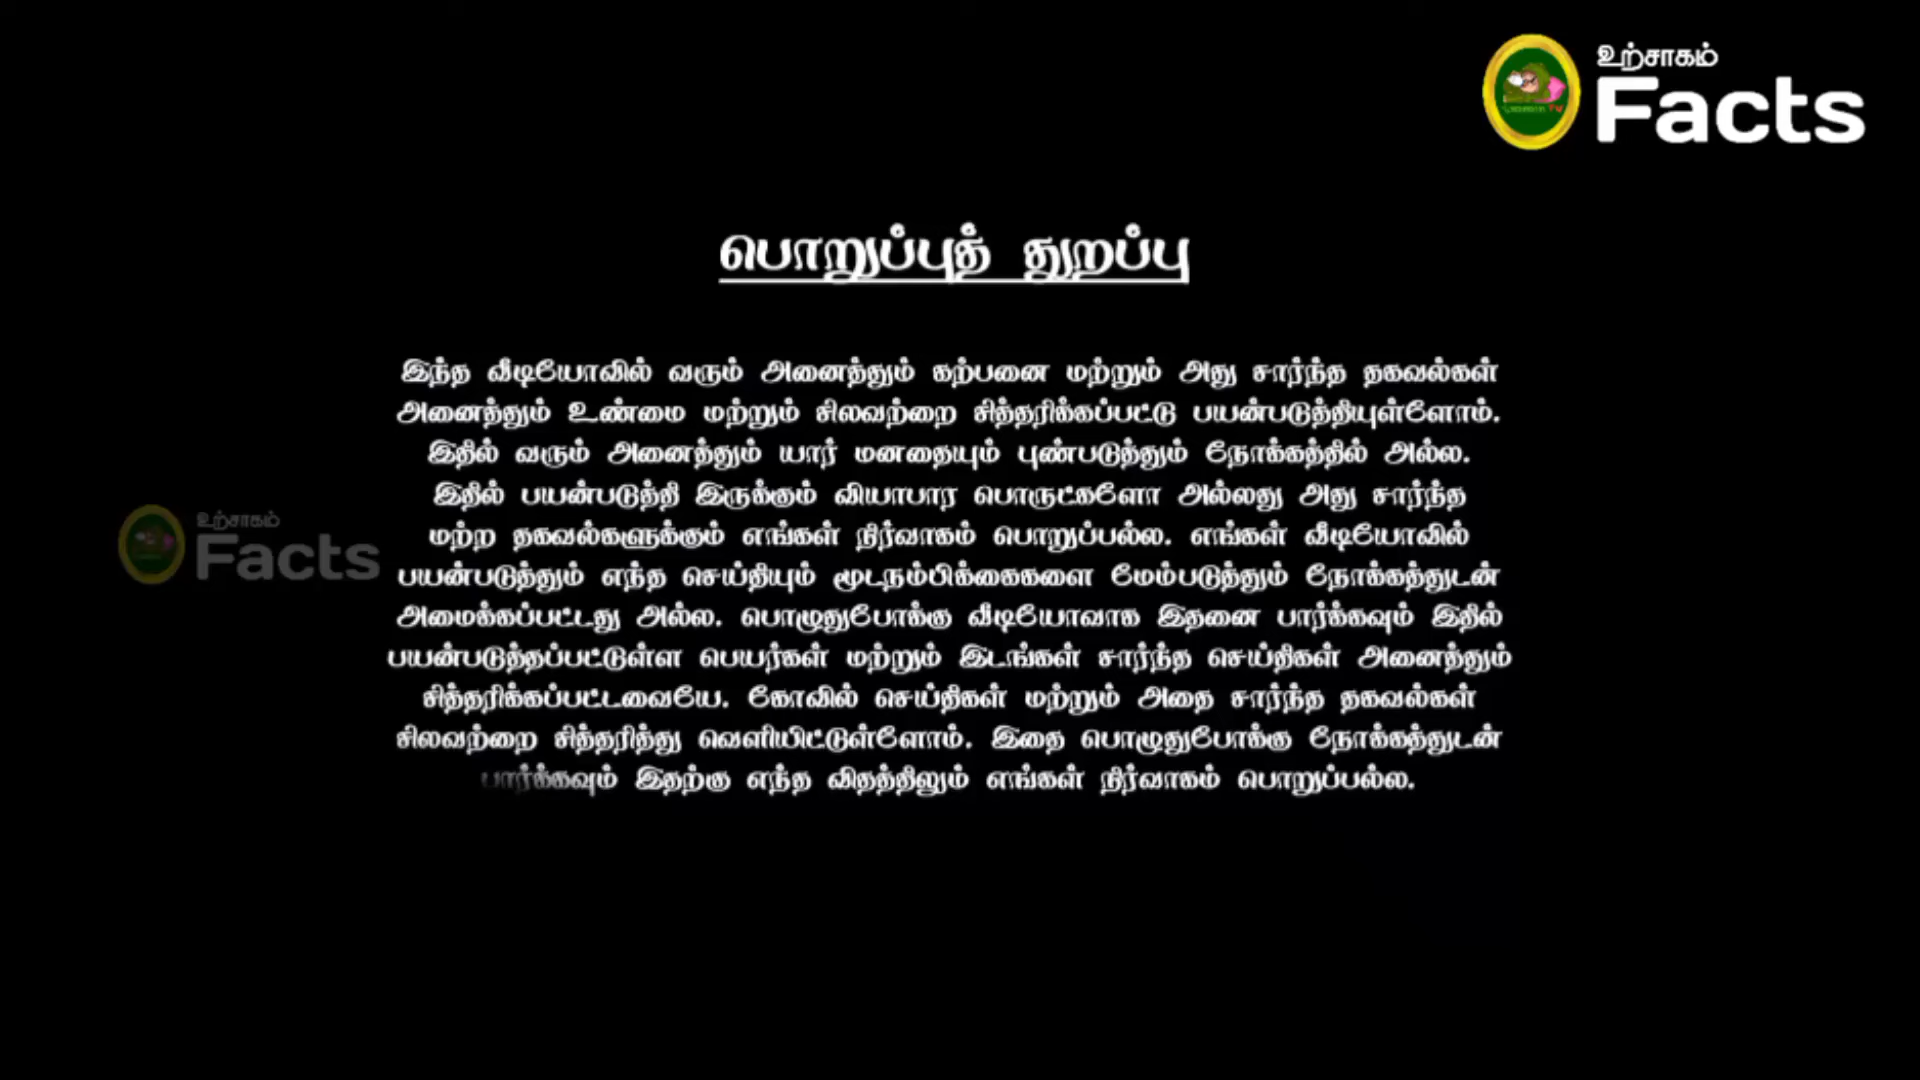 உற்சாகம்
Facts
பொறுப்புத் துறப்பு
இந்த வீடியோவில் வரும் அனைத்தும் கற்பனை மற்றும் அது சார்ந்த தகவல்கள்
அனைத்தும் உண்மை மற்றும் சிலவற்றை சித்தரிக்கப்பட்டு பயன்படுத்தியுள்ளோம்.
இதில் வரும் அனைத்தும் யார் மனதையும் புண்படுத்தும் நோக்கத்தில் அல்ல.
இதில் பயன்படுத்தி இருக்கும் வியாபார பொருட்களோ அல்லது அது சார்ந்த
மற்ற தகவல்களுக்கும் எங்கள் நிர்வாகம் பொறுப்பல்ல. எங்கள் வீடியோவில்
பயன்படுத்தும் எந்த செய்தியும் மூடநம்பிக்கைகளை மேம்படுத்தும் நோக்கத்துடன்
அமைக்கப்பட்டது அல்ல. பொழுதுபோக்கு வீடியோவாக இதனை பார்க்கவும் இதில்
பயன்படுத்தப்பட்டுள்ள பெயர்கள் மற்றும் இடங்கள் சார்ந்த செய்திகள் அனைத்தும்
சித்தரிக்கப்பட்டவையே. கோவில் செய்திகள் மற்றும் அதை சார்ந்த தகவல்கள்
சிலவற்றை சித்தரித்து வெளியிட்டுள்ளோம். இதை பொழுதுபோக்கு நோக்கத்துடன்
பார்க்கவும் இதற்கு எந்த விதத்திலும் எங்கள் நிர்வாகம் பொறுப்பல்ல.
உற்சாகம்
Facts